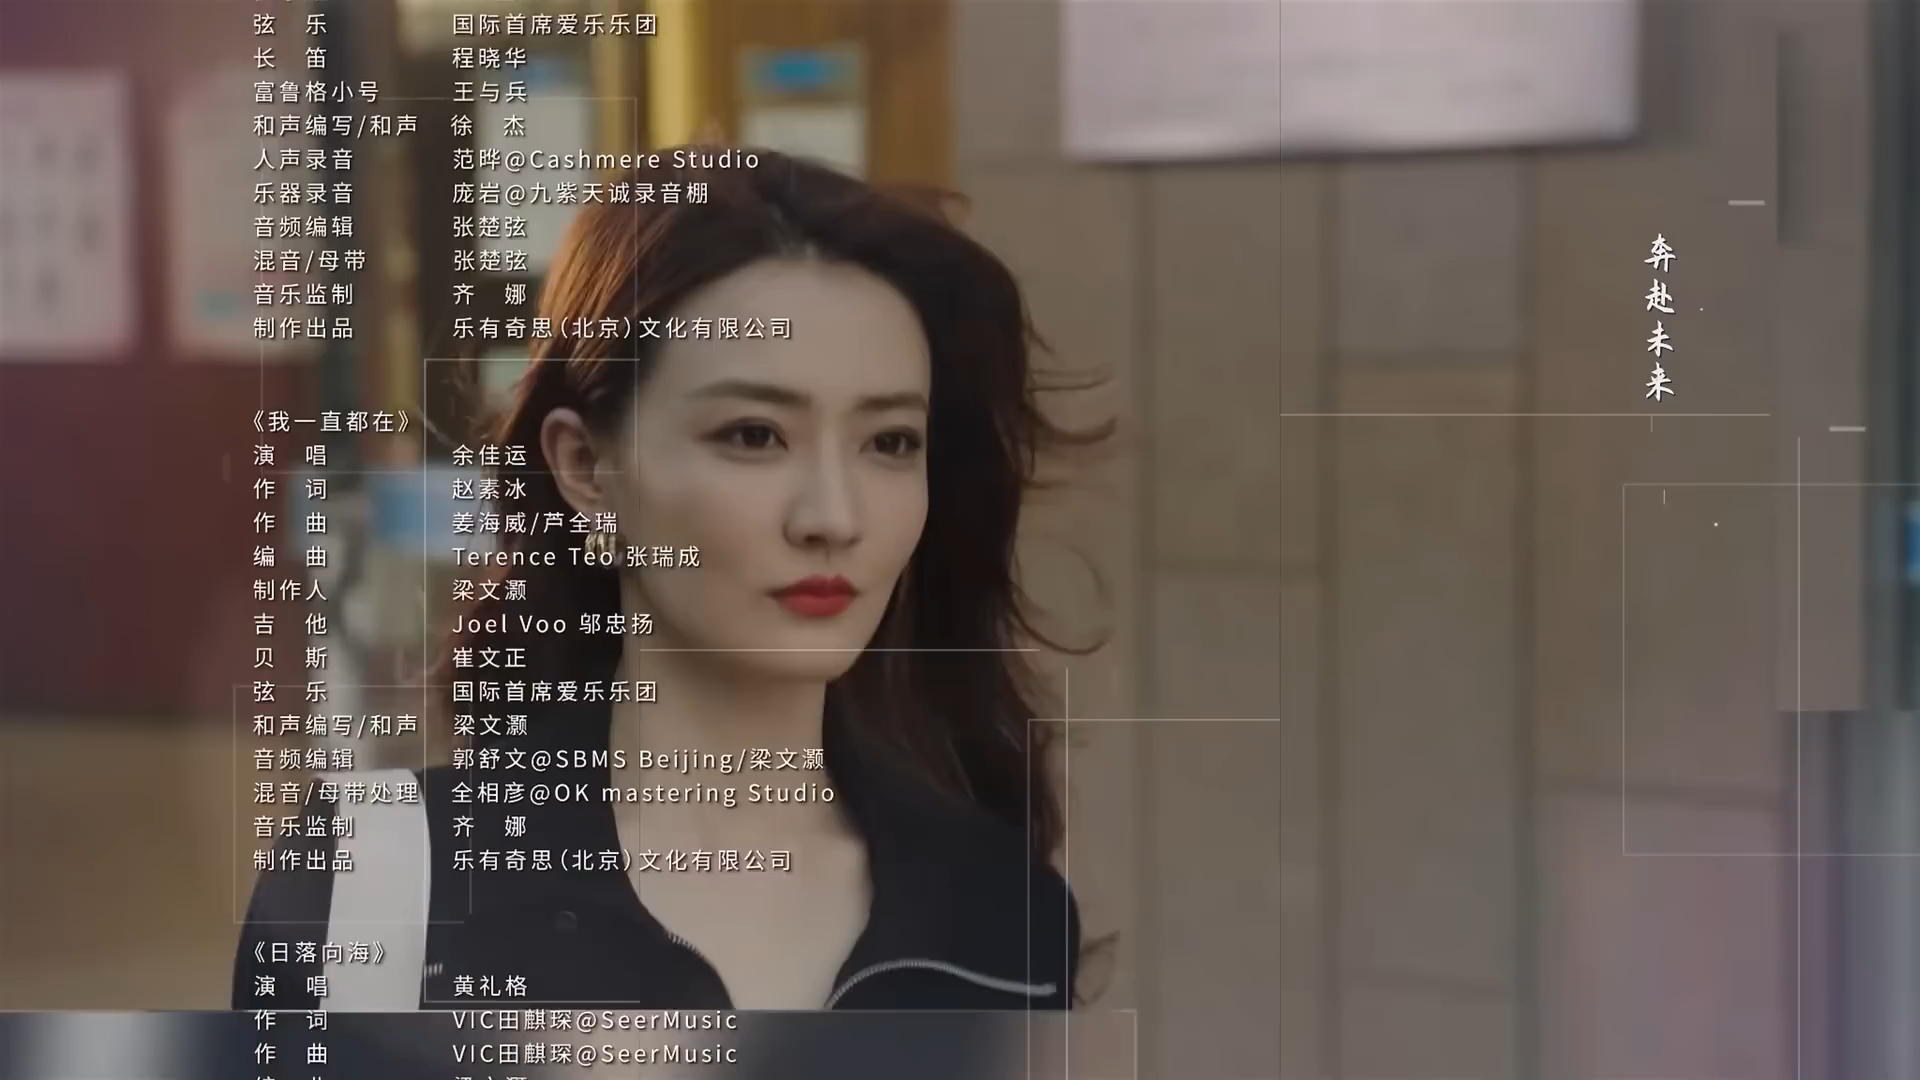 弦 乐 国际首席爱乐乐团
长 笛 程晓华
富鲁格小号 王与兵
和声编写/和声 徐 杰
人声录音 范晔@Cashmere Studio
乐器录音 庞岩@九紫天诚录音棚
音频编辑 张楚弦
混音/母带 张楚弦
音乐监制 齐 娜
制作出品 乐有奇思(北京)文化有限公司
《我一直都在》
演 唱 余佳运
作 词 赵素冰
作 曲 姜海威/芦全瑞
编 曲 Terence Teo 张瑞成
制作人 梁文灏
吉 他 Joel Voo 邬忠扬
贝 斯 崔文正
弦 乐 国际首席爱乐乐团
和声编写/和声 梁文灏
音频编辑 郭舒文@SBMS Beijing/梁文灏
混音/母带处理 全相彦@OK mastering Studio
音乐监制 齐 娜
制作出品 乐有奇思(北京)文化有限公司
《日落向海》
演 唱 黄礼格
作 词 VIC田麒琛@SeerMusic
作 曲 VIC田麒琛@SeerMusic
奔赴未来